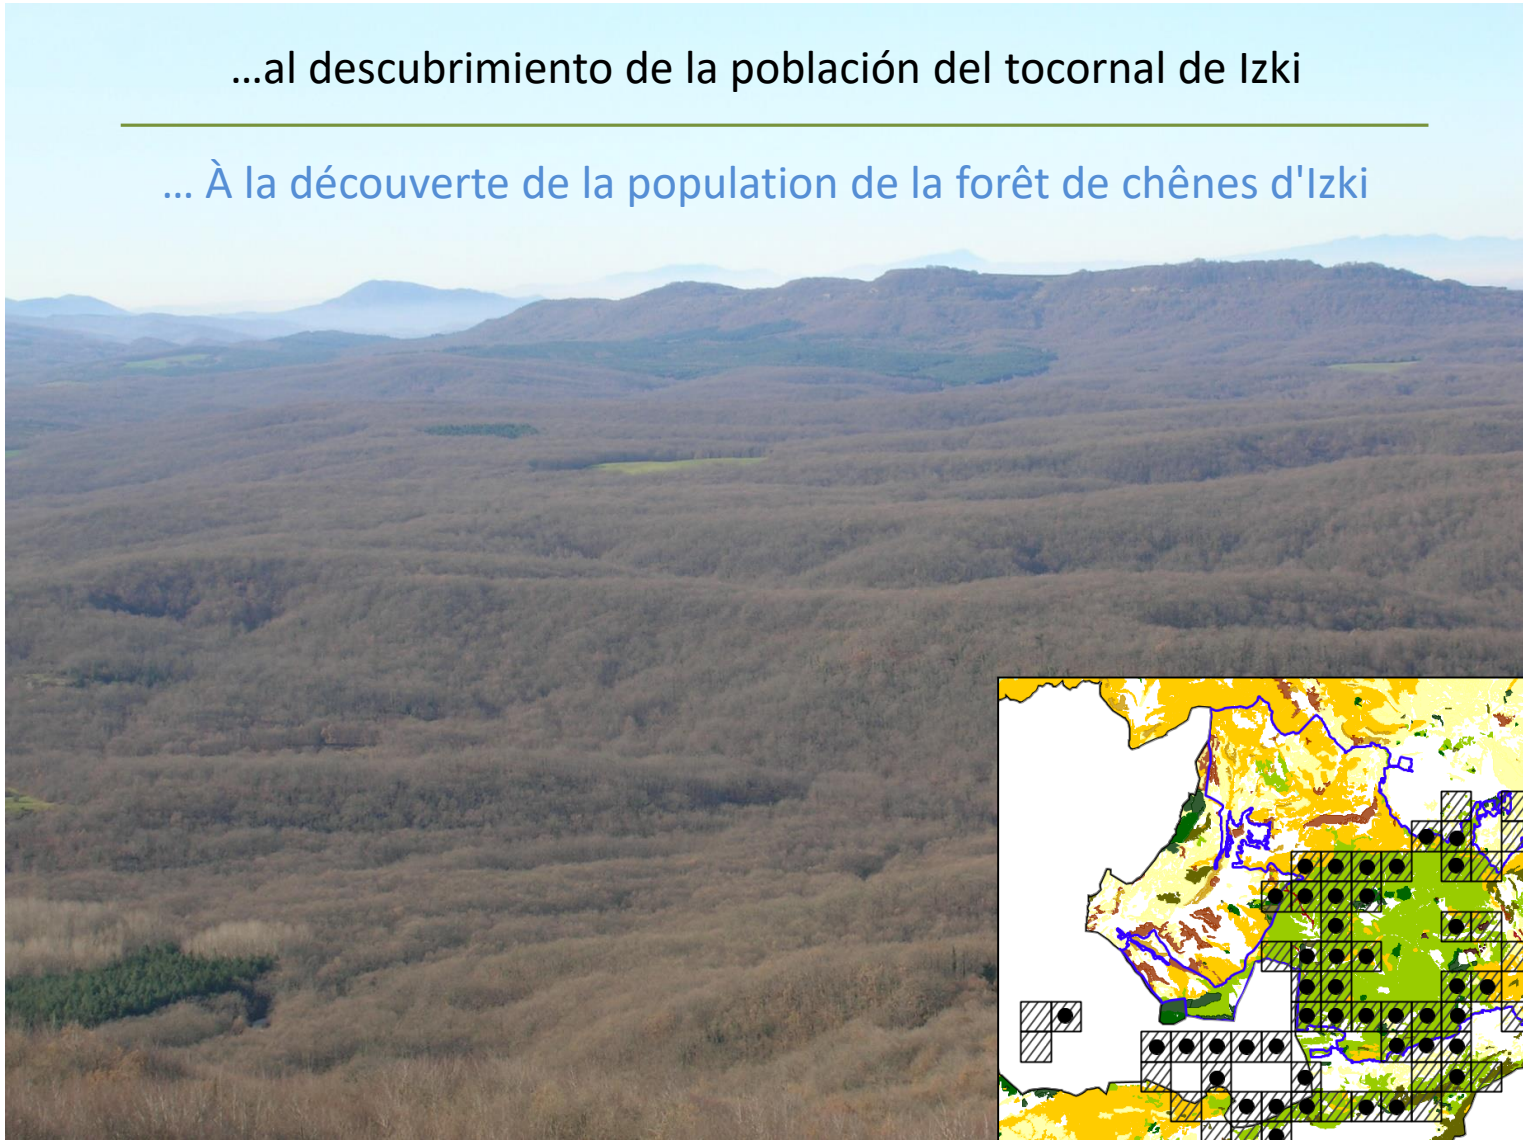 …al descubrimiento de la población del tocornal de Izki
… À la découverte de la population de la forêt de chênes d'Izki